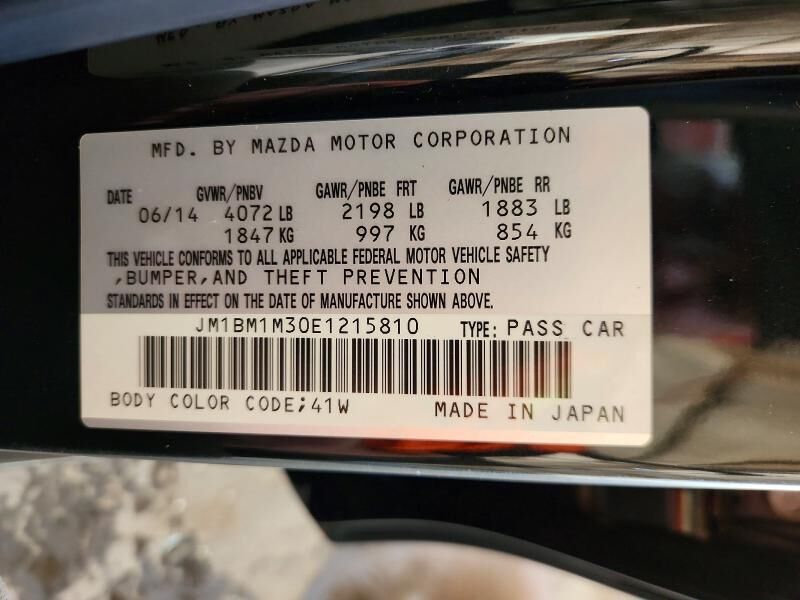 MFD. BY MAZDA MOTOR CORPORATION
DATE GVWR/PNBV GAWR/PNBE FRT GAWR/PNBE RR
06/14 4072 LB 2198 LB 1883 LB
1847 KG 997 KG 854 KG
THIS VEHICLE CONFORMS TO ALL APPLICABLE FEDERAL MOTOR VEHICLE SAFETY
,BUMPER,AND THEFT PREVENTION
STANDARDS IN EFFECT ON THE DATE OF MANUFACTURE SHOWN ABOVE.
JM1BM1M30E1215810 TYPE: PASS CAR
BODY COLOR CODE;41W MADE IN JAPAN